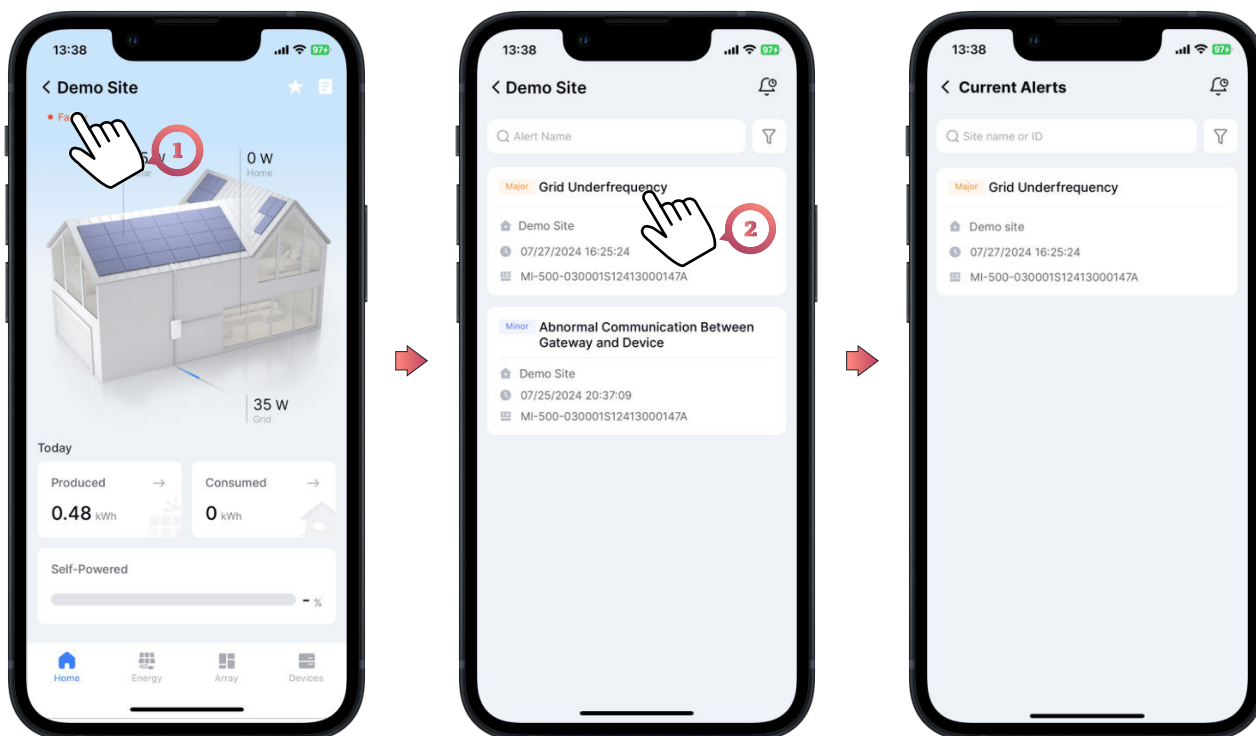 13:38
97
Demo Site
1
0 W
Home
35 W
Grid
Today
Produced
0.48 kWh
Consumed
0 kWh
Self-Powered
- %
Home
Energy
Array
Devices
13:38
97
Demo Site
Alert Name
Major Grid Underfrequency
Demo Site
07/27/2024 16:25:24
MI-500-030001S12413000147A
2
Minor Abnormal Communication Between
Gateway and Device
Demo Site
07/25/2024 20:37:09
MI-500-030001S12413000147A
13:38
97
Current Alerts
Site name or ID
Major Grid Underfrequency
Demo site
07/27/2024 16:25:24
MI-500-030001S12413000147A